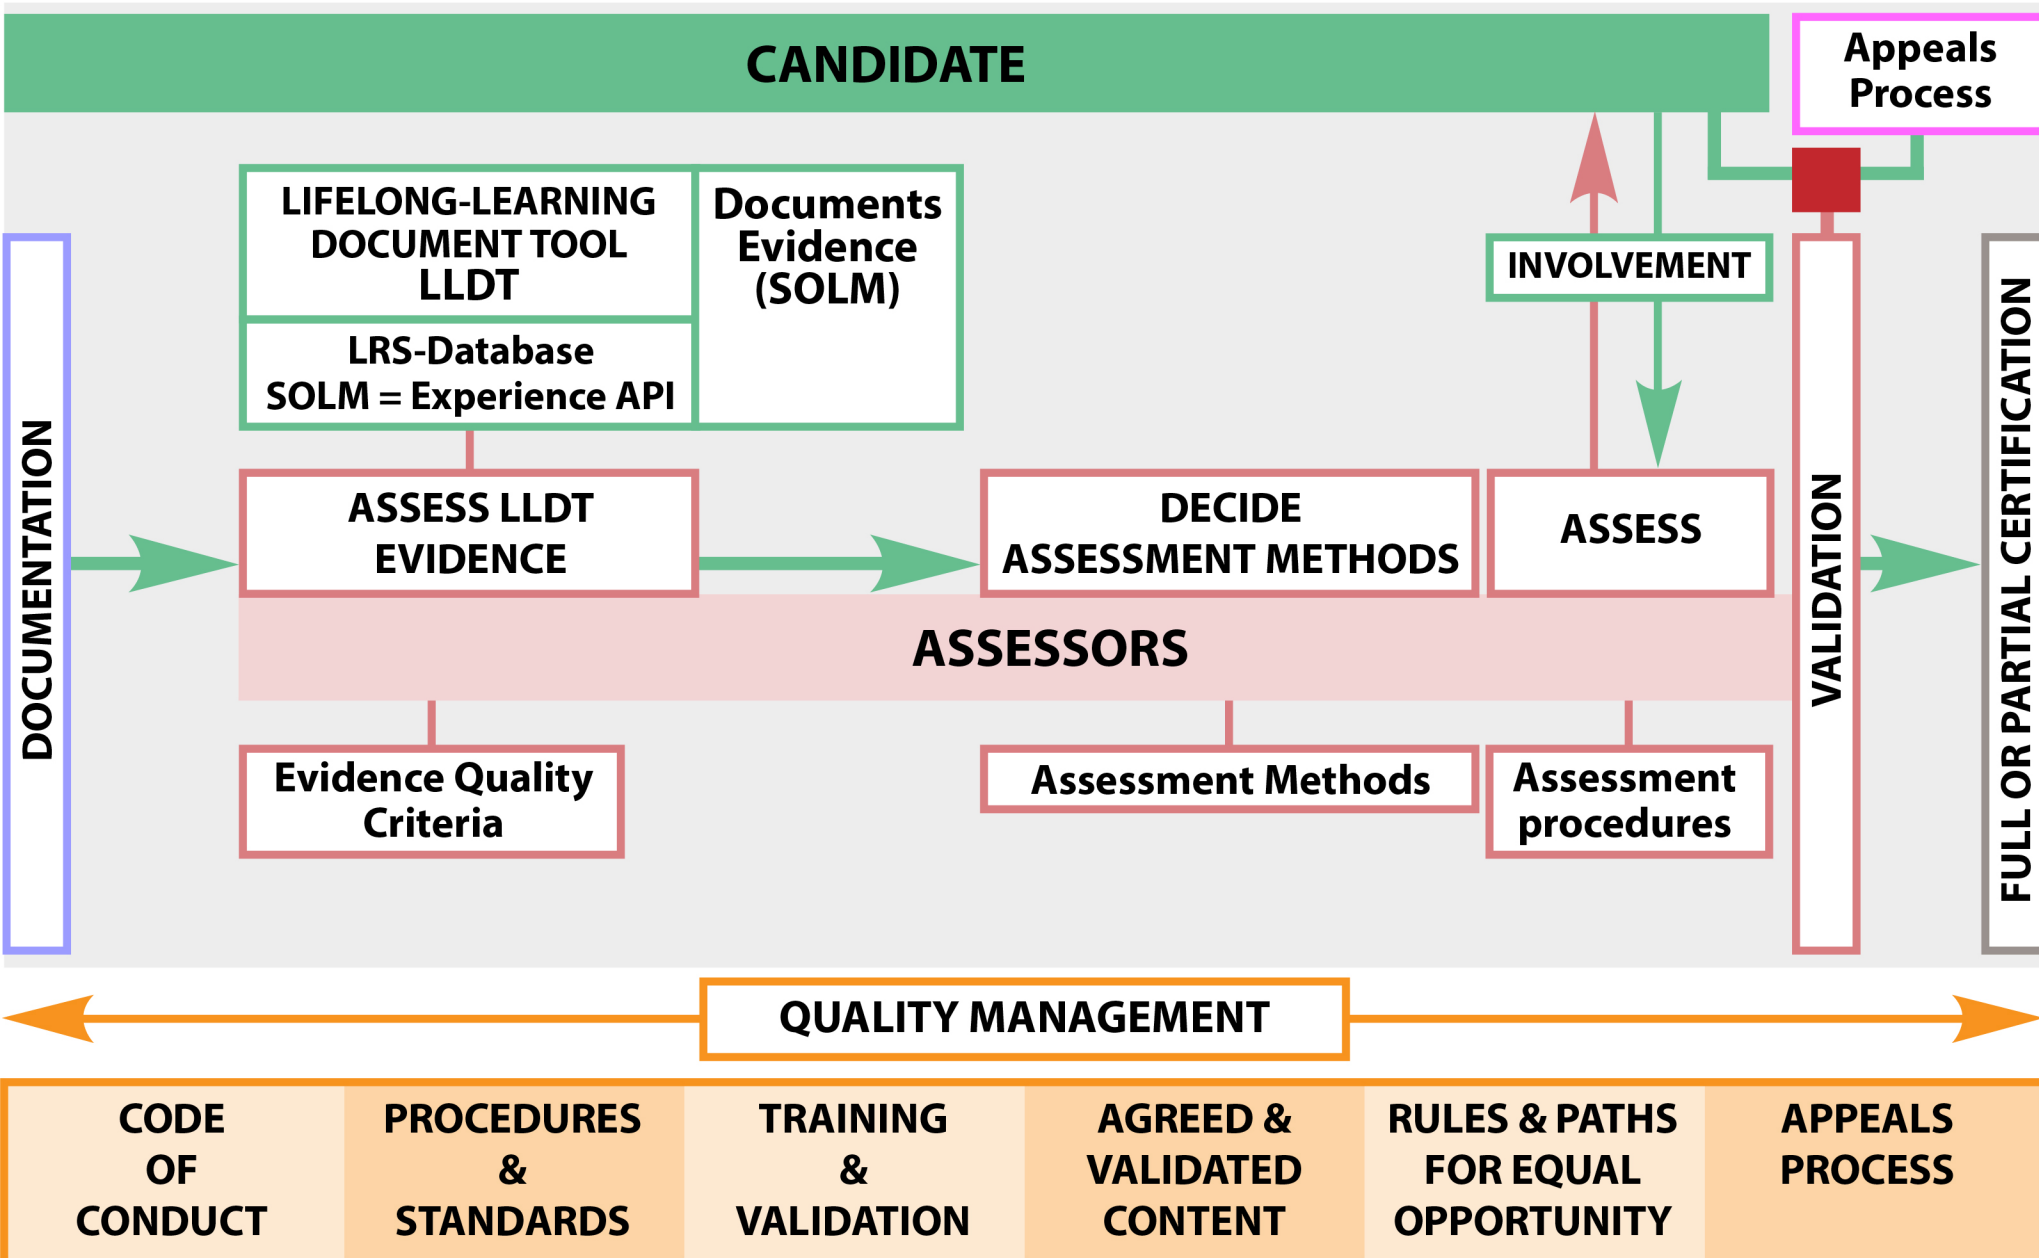 CANDIDATE
Appeals
Process
LIFELONG-LEARNING
DOCUMENT TOOL
LLDT
Documents
Evidence
(SOLM)
LRS-Database
SOLM = Experience API
INVOLVEMENT
DOCUMENTATION
ASSESS LLDT
EVIDENCE
DECIDE
ASSESSMENT METHODS
ASSESS
VALIDATION
FULL OR PARTIAL CERTIFICATION
ASSESSORS
Evidence Quality
Criteria
Assessment Methods
Assessment
procedures
QUALITY MANAGEMENT
CODE
OF
CONDUCT
PROCEDURES
&
STANDARDS
TRAINING
&
VALIDATION
AGREED &
VALIDATED
CONTENT
RULES & PATHS
FOR EQUAL
OPPORTUNITY
APPEALS
PROCESS